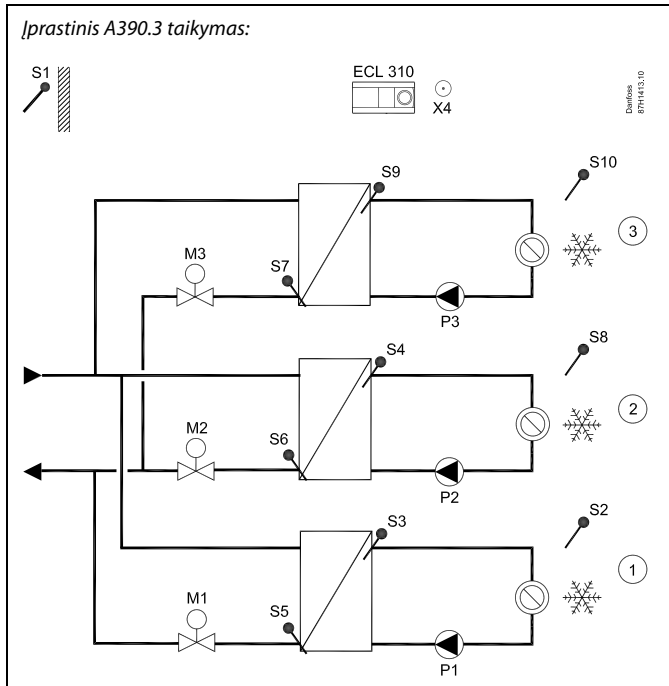 Įprastinis A390.3 taikymas:
S1
ECL 310
X4
Danfoss
87H1413.10
S10
S9
3
M3
S7
P3
S8
S4
2
M2
S6
P2
S2
S3
1
M1
S5
P1